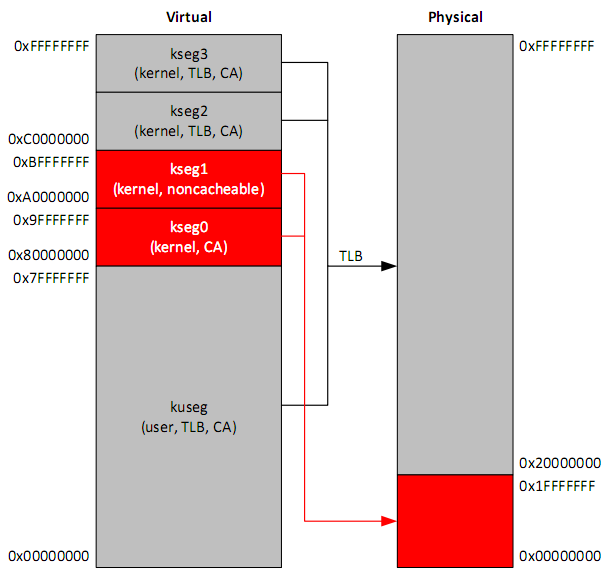 Virtual
Physical
0xFFFFFFFF
kseg3
(kernel, TLB, CA)
kseg2
(kernel, TLB, CA)
0xC0000000
0xBFFFFFFF
kseg1
(kernel, noncacheable)
0xA0000000
0x9FFFFFFF
kseg0
(kernel, CA)
0x80000000
0x7FFFFFFF
kuseg
(user, TLB, CA)
0x00000000
TLB
0xFFFFFFFF
0x20000000
0x1FFFFFFF
0x00000000